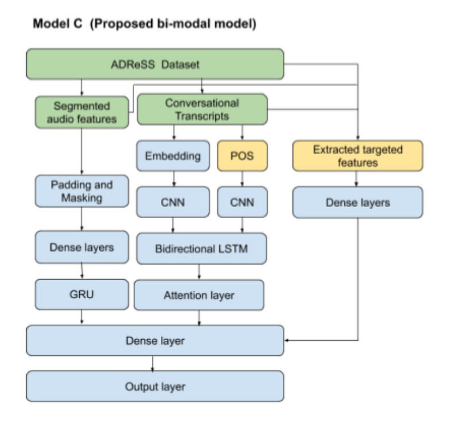 Model C (Proposed bi-modal model)
ADReSS Dataset
Segmented
audio features
Conversational
Transcripts
Embedding
POS
Extracted targeted
features
Padding and
Masking
CNN
CNN
Dense layers
Dense layers
Bidirectional LSTM
GRU
Attention layer
Dense layer
Output layer